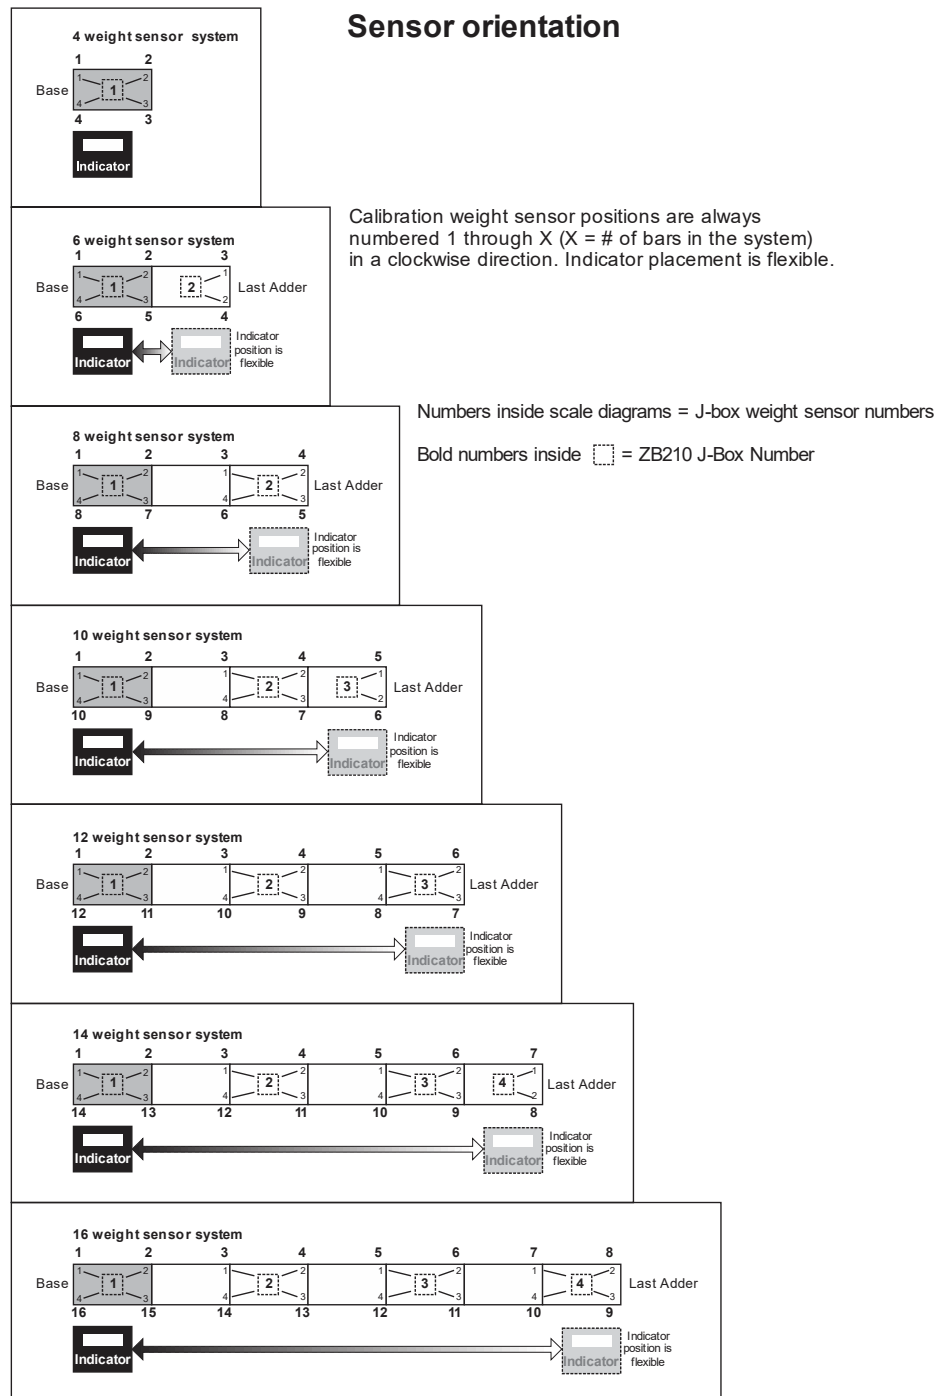 Sensor orientation
4 weight sensor system
1 2
Base 1 1 2
4 3
4 3
Indicator
Calibration weight sensor positions are always
numbered 1 through X (X = # of bars in the system)
in a clockwise direction. Indicator placement is flexible.
6 weight sensor system
1 2 3
1 2 1
Base 1 2 Last Adder
4 3 2
6 5 4
Indicator
position is
flexible
Indicator Indicator
Numbers inside scale diagrams = J-box weight sensor numbers
Bold numbers inside = ZB210 J-Box Number
8 weight sensor system
1 2 3 4
1 2 1 2
Base 1 2 Last Adder
4 3 4 3
8 7 6 5
Indicator
position is
flexible
Indicator Indicator
10 weight sensor system
1 2 3 4 5
1 2 1 2 1
Base 1 2 3 Last Adder
4 3 4 3 2
10 9 8 7 6
Indicator
position is
flexible
Indicator Indicator
12 weight sensor system
1 2 3 4 5 6
1 2 1 2 1 2
Base 1 2 3 Last Adder
4 3 4 3 4 3
12 11 10 9 8 7
Indicator
position is
flexible
Indicator Indicator
14 weight sensor system
1 2 3 4 5 6 7
1 2 1 2 1 2 1
Base 1 2 3 4 Last Adder
4 3 4 3 4 3 2
14 13 12 11 10 9 8
Indicator
position is
flexible
Indicator Indicator
16 weight sensor system
1 2 3 4 5 6 7 8
1 2 1 2 1 2 1 2
Base 1 2 3 4 Last Adder
4 3 4 3 4 3 4 3
16 15 14 13 12 11 10 9
Indicator
position is
flexible
Indicator Indicator